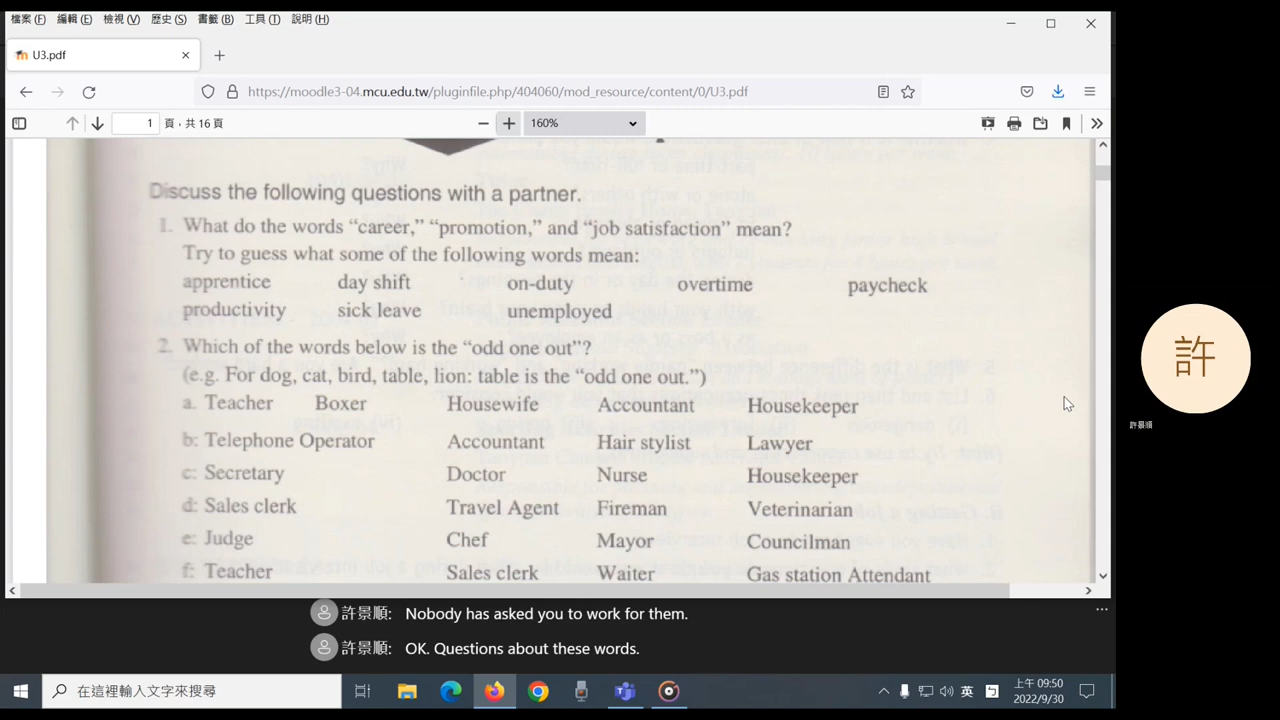 檔案(F) 編輯(E) 檢視(V) 歷史(S) 書籤(B) 工具(T) 說明(H)
U3.pdf
https://moodle3-04.mcu.edu.tw/pluginfile.php/404060/mod_resource/content/0/U3.pdf
1 頁，共 16 頁
160%
Discuss the following questions with a partner.
1. What do the words “career,” “promotion,” and “job satisfaction” mean?
Try to guess what some of the following words mean:
apprentice day shift on-duty overtime paycheck
productivity sick leave unemployed
2. Which of the words below is the “odd one out”?
(e.g. For dog, cat, bird, table, lion: table is the “odd one out.”)
a. Teacher Boxer Housewife Accountant Housekeeper
b. Telephone Operator Accountant Hair stylist Lawyer
c. Secretary Doctor Nurse Housekeeper
d. Sales clerk Travel Agent Fireman Veterinarian
e. Judge Chef Mayor Councilman
f. Teacher Sales clerk Waiter Gas station Attendant
許
許景順
許景順: Nobody has asked you to work for them.
許景順: OK. Questions about these words.
在這裡輸入文字來搜尋
英
上午 09:50
2022/9/30